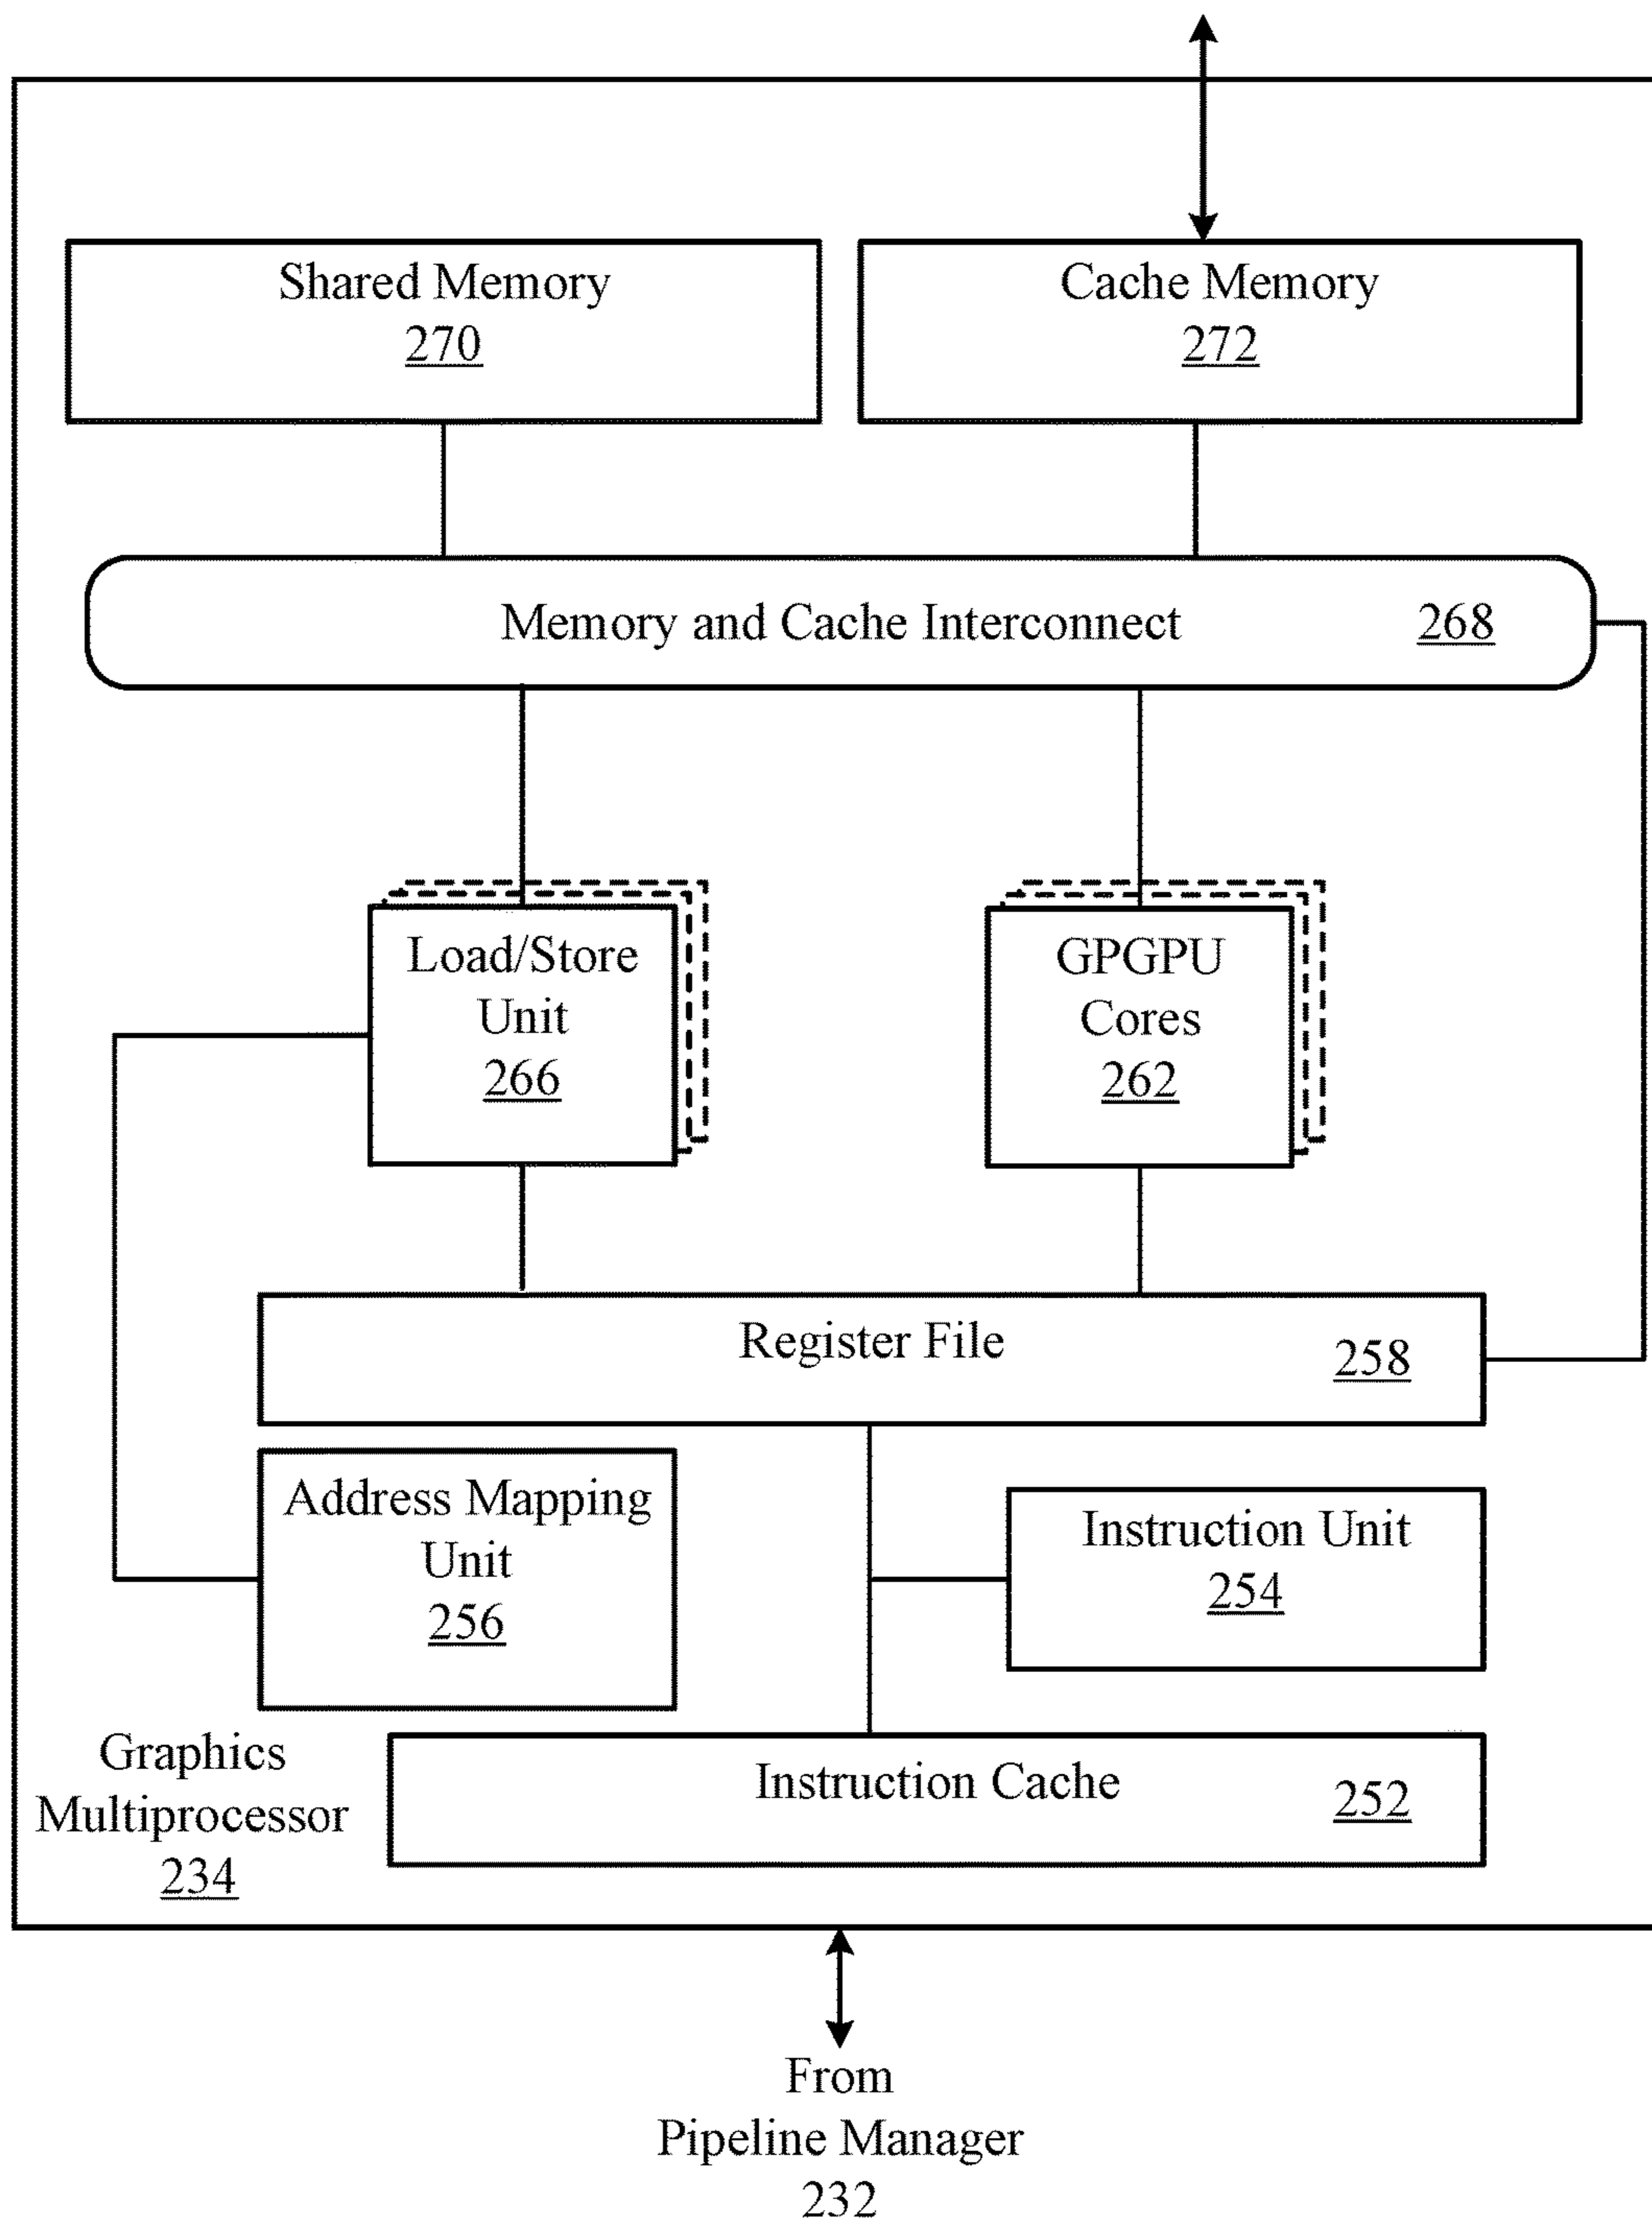 Shared Memory
270
Cache Memory
272
Memory and Cache Interconnect 268
Load/Store
Unit
266
GPGPU
Cores
262
Register File 258
Address Mapping
Unit
256
Instruction Unit
254
Graphics
Multiprocessor
234
Instruction Cache 252
From
Pipeline Manager
232